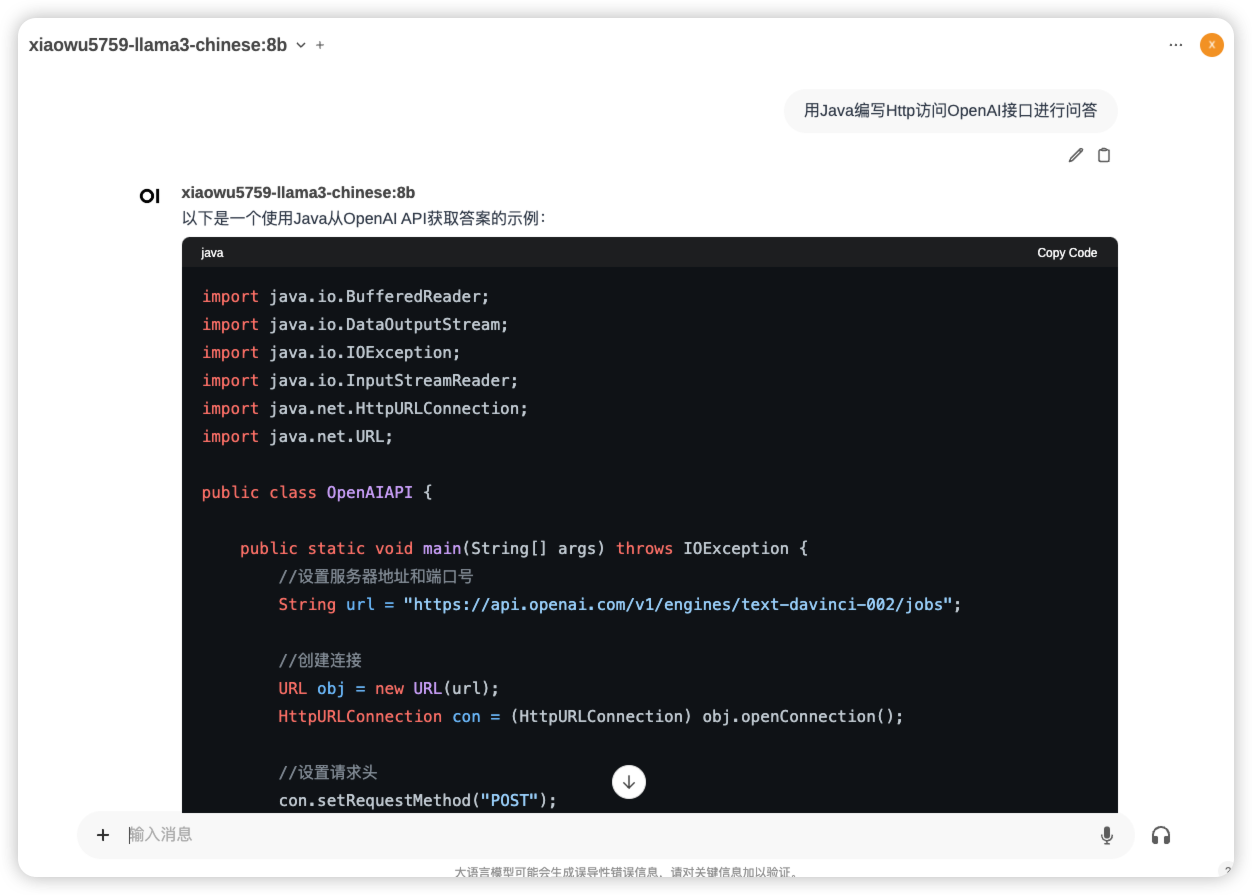 xiaowu5759-llama3-chinese:8b
X
用Java编写Http访问OpenAI接口进行问答
OI
xiaowu5759-llama3-chinese:8b
以下是一个使用Java从OpenAI API获取答案的示例：
java
Copy Code
import java.io.BufferedReader;
import java.io.DataOutputStream;
import java.io.IOException;
import java.io.InputStreamReader;
import java.net.HttpURLConnection;
import java.net.URL;
public class OpenAIAPI {
public static void main(String[] args) throws IOException {
//设置服务器地址和端口号
String url = "https://api.openai.com/v1/engines/text-davinci-002/jobs";
//创建连接
URL obj = new URL(url);
HttpURLConnection con = (HttpURLConnection) obj.openConnection();
//设置请求头
con.setRequestMethod("POST");
输入消息
大语言模型可能会生成误导性错误信息，请对关键信息加以验证。
?